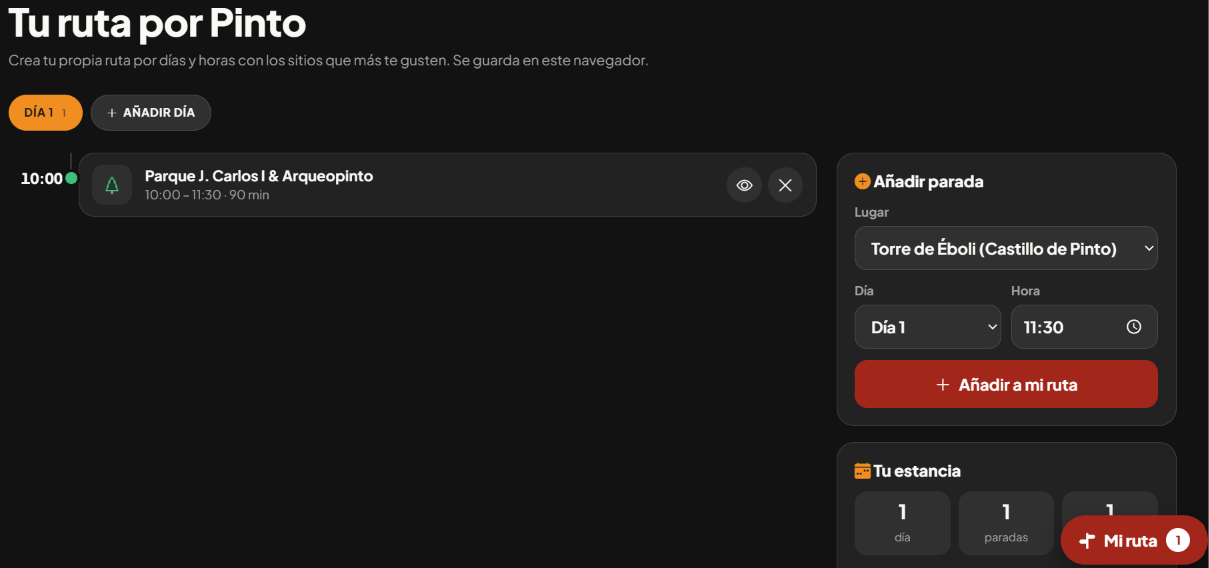 Tu ruta por Pinto
Crea tu propia ruta por días y horas con los sitios que más te gusten. Se guarda en este navegador.
DÍA 1 1
+ AÑADIR DÍA
10:00
Parque J. Carlos I & Arqueopinto
10:00 – 11:30 · 90 min
Añadir parada
Lugar
Torre de Éboli (Castillo de Pinto)
Día
Hora
Día 1
11:30
+ Añadir a mi ruta
Tu estancia
1
día
1
paradas
1
Mi ruta 1